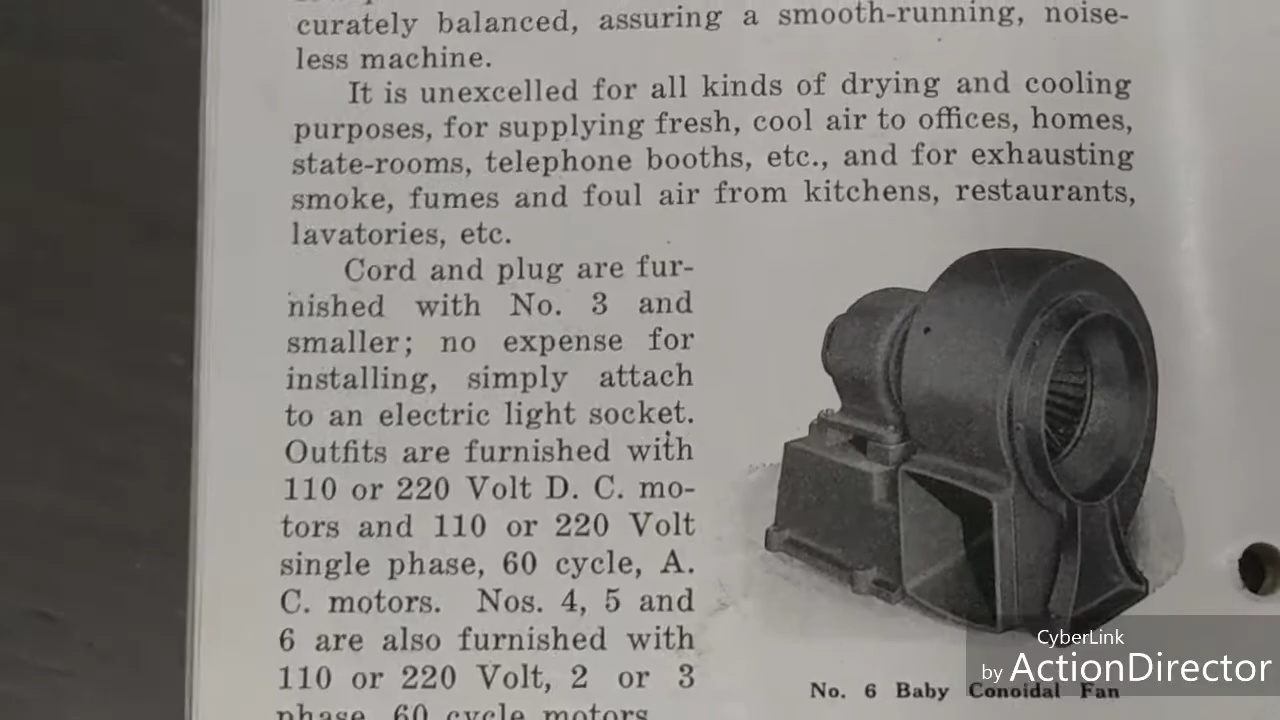 curately balanced, assuring a smooth-running, noise-
less machine.
It is unexcelled for all kinds of drying and cooling
purposes, for supplying fresh, cool air to offices, homes,
state-rooms, telephone booths, etc., and for exhausting
smoke, fumes and foul air from kitchens, restaurants,
lavatories, etc.
Cord and plug are fur-
nished with No. 3 and
smaller; no expense for
installing, simply attach
to an electric light socket.
Outfits are furnished with
110 or 220 Volt D. C. mo-
tors and 110 or 220 Volt
single phase, 60 cycle, A.
C. motors. Nos. 4, 5 and
6 are also furnished with
110 or 220 Volt, 2 or 3
phase, 60 cycle motors.
No. 6 Baby Conoidal Fan
CyberLink
by ActionDirector